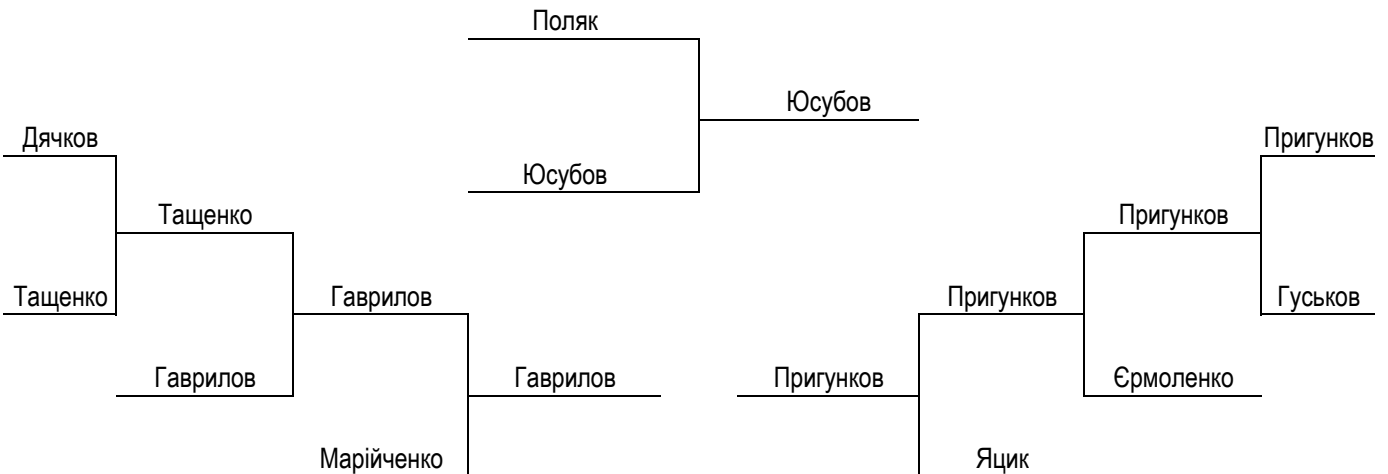 Поляк
Юсубов
Дячков
Пригунков
Юсубов
Тащенко
Пригунков
Тащенко
Гаврилов
Пригунков
Гуськов
Гаврилов
Гаврилов
Пригунков
Єрмоленко
Марійченко
Яцик